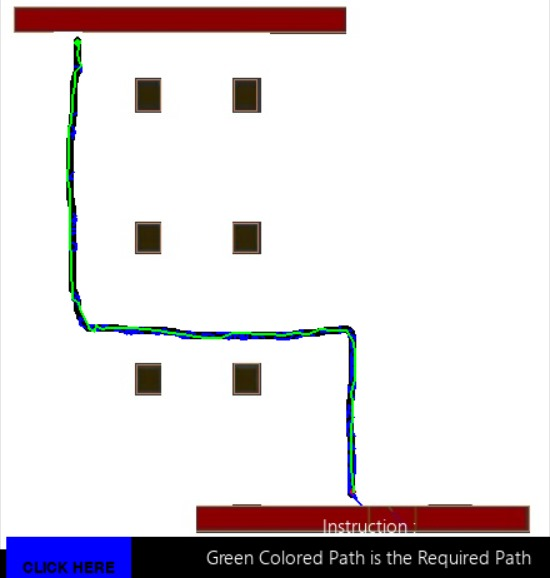 Instruction :
Green Colored Path is the Required Path
CLICK HERE